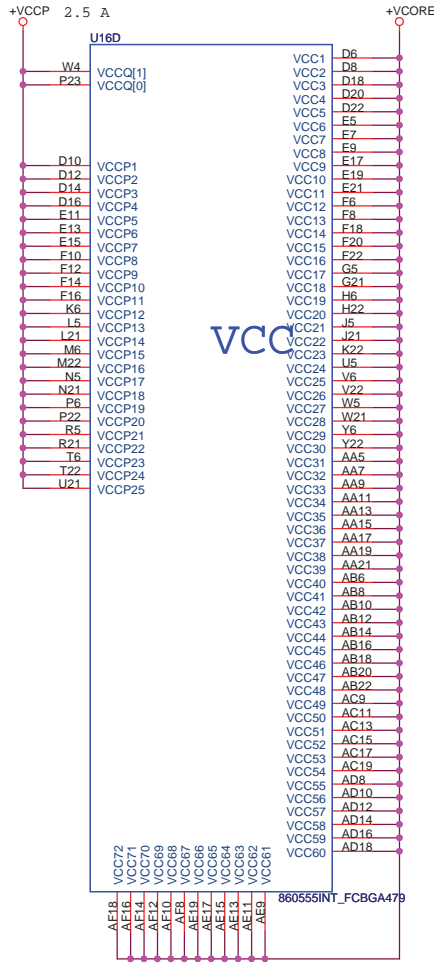 +VCCP 2.5 A +VCORE
U16D
W4 VCCQ[1]
P23 VCCQ[0]
D10 VCCP1
D12 VCCP2
D14 VCCP3
D16 VCCP4
E11 VCCP5
E13 VCCP6
E15 VCCP7
F10 VCCP8
F12 VCCP9
F14 VCCP10
F16 VCCP11
K6 VCCP12
L5 VCCP13
L21 VCCP14
M6 VCCP15
M22 VCCP16
N5 VCCP17
N21 VCCP18
P6 VCCP19
P22 VCCP20
R5 VCCP21
R21 VCCP22
T6 VCCP23
T22 VCCP24
U21 VCCP25
VCC
VCC1 D6
VCC2 D8
VCC3 D18
VCC4 D20
VCC5 D22
VCC6 E5
VCC7 E7
VCC8 E9
VCC9 E17
VCC10 E19
VCC11 E21
VCC12 F6
VCC13 F8
VCC14 F18
VCC15 F20
VCC16 F22
VCC17 G5
VCC18 G21
VCC19 H6
VCC20 H22
VCC21 J5
VCC22 J21
VCC23 K22
VCC24 U5
VCC25 V6
VCC26 V22
VCC27 W5
VCC28 W21
VCC29 Y6
VCC30 Y22
VCC31 AA5
VCC32 AA7
VCC33 AA9
VCC34 AA11
VCC35 AA13
VCC36 AA15
VCC37 AA17
VCC38 AA19
VCC39 AA21
VCC40 AB6
VCC41 AB8
VCC42 AB10
VCC43 AB12
VCC44 AB14
VCC45 AB16
VCC46 AB18
VCC47 AB20
VCC48 AB22
VCC49 AC9
VCC50 AC11
VCC51 AC13
VCC52 AC15
VCC53 AC17
VCC54 AC19
VCC55 AD8
VCC56 AD10
VCC57 AD12
VCC58 AD14
VCC59 AD16
VCC60 AD18
VCC72 AF18
VCC71 AF16
VCC70 AF14
VCC69 AF12
VCC68 AF10
VCC67 AF8
VCC66 AE19
VCC65 AE17
VCC64 AE15
VCC63 AE13
VCC62 AE11
VCC61 AE9
860555INT_FCBGA479